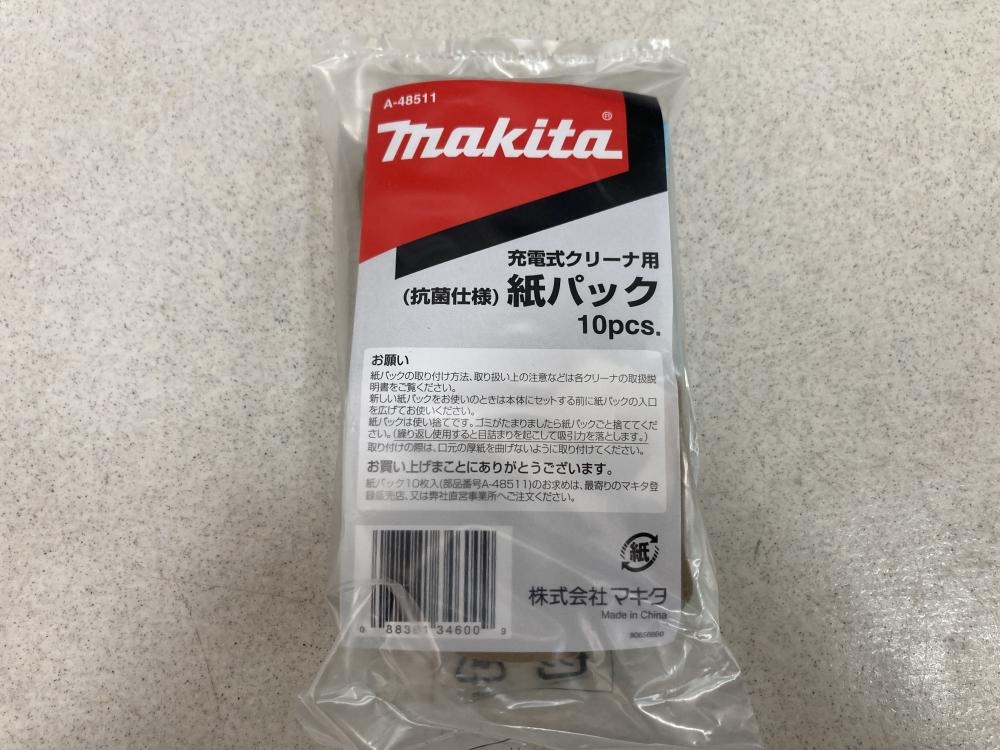 A-48511
makita®
充電式クリーナ用
(抗菌仕様) 紙パック
10pcs.
お願い
紙パックの取り付け方法、取り扱い上の注意などは各クリーナの取扱説
明書をご覧ください。
新しい紙パックをお使いのときは本体にセットする前に紙パックの入口
を広げてお使いください。
紙パックは使い捨てです。ゴミがたまりましたら紙パックごと捨ててくだ
さい。(繰り返し使用すると目詰まりを起こして吸引力を落とします。)
取り付けの際は、口元の厚紙を曲げないように取り付けてください。
お買い上げまことにありがとうございます。
紙パック10枚入(部品番号A-48511)のお求めは、最寄りのマキタ登
録販売店、又は弊社直営事業所へご注文ください。
紙
株式会社 マキタ
Made in China
0 88381 34600 9